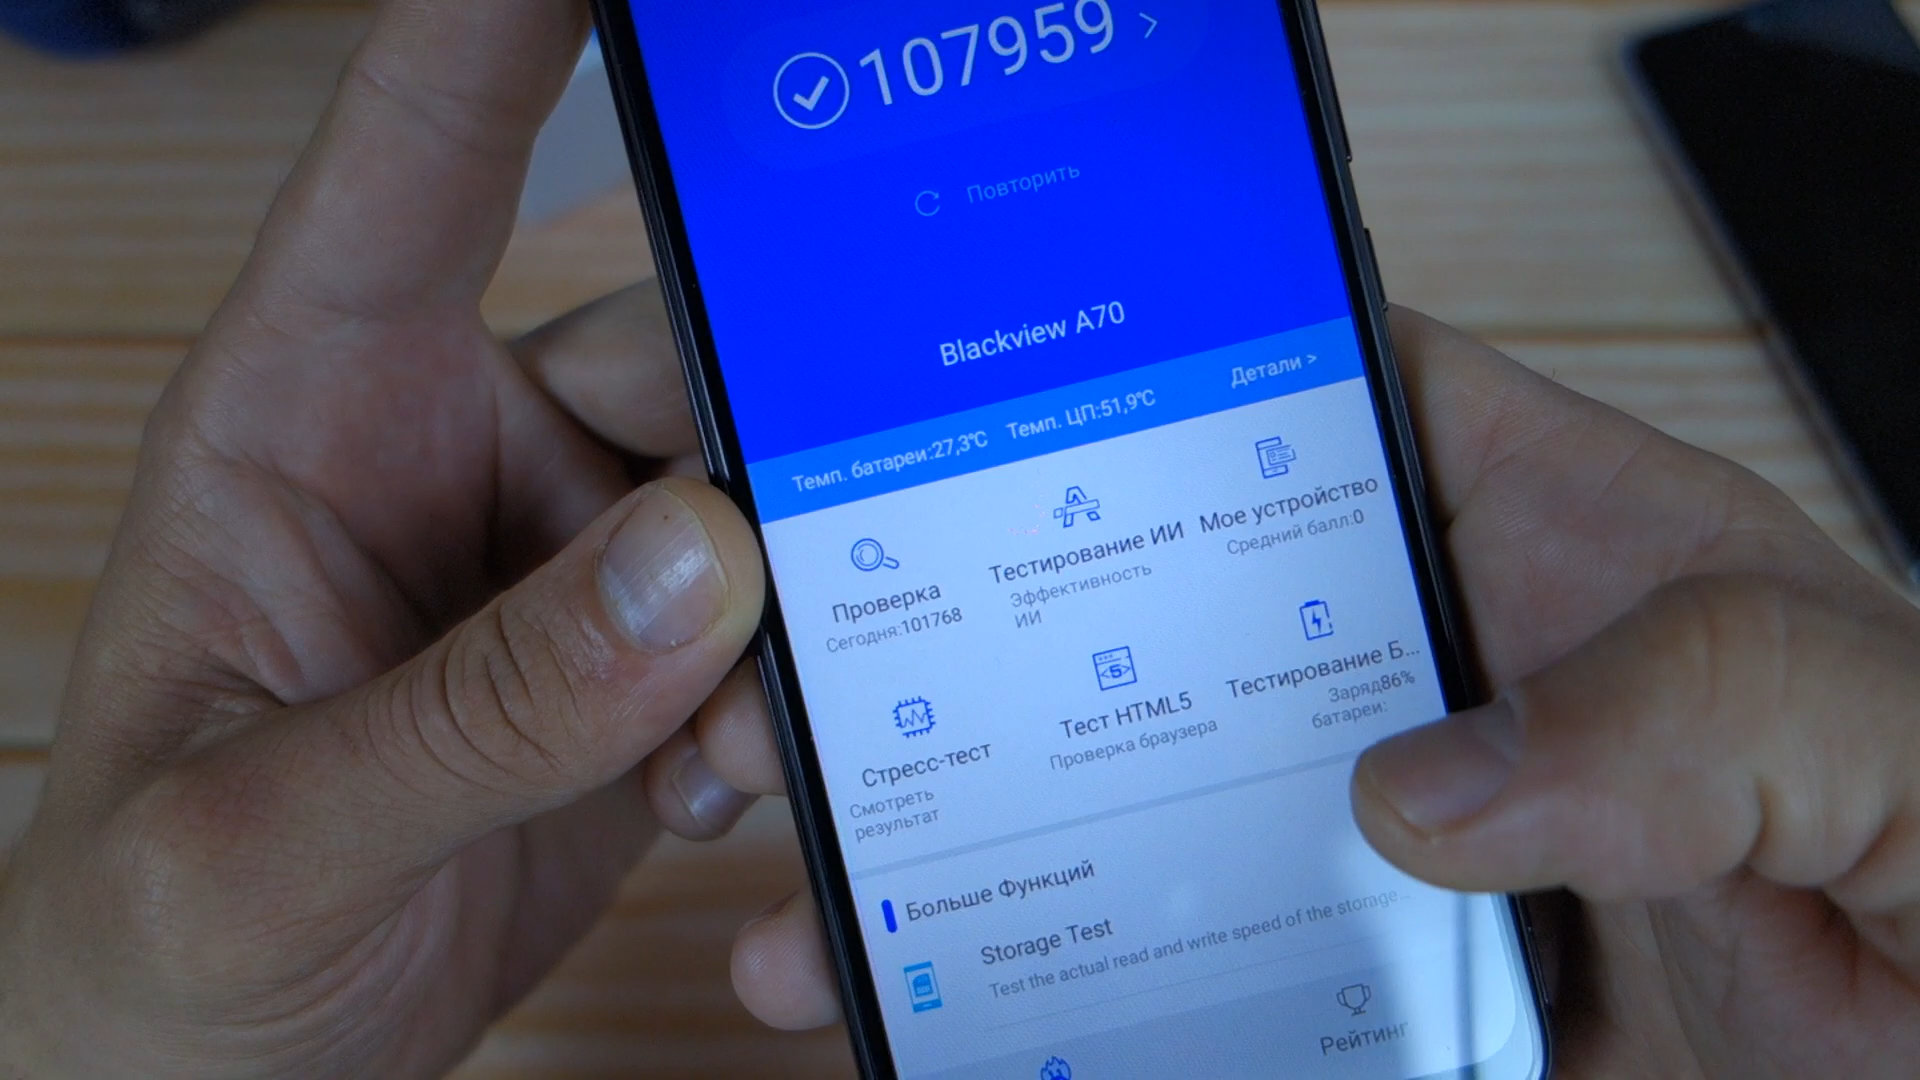 107959 >
Повторить
Blackview A70
Темп. батареи:27,3℃ Темп. ЦП:51,9℃ Детали >
Проверка
Сегодня:101768
Тестирование ИИ
Эффективность
ИИ
Мое устройство
Средний балл:0
Стресс-тест
Смотреть
результат
Тест HTML5
Проверка браузера
Тестирование Б...
Заряд86%
батареи:
Больше Функций
Storage Test
Test the actual read and write speed of the storage...
Рейтинг